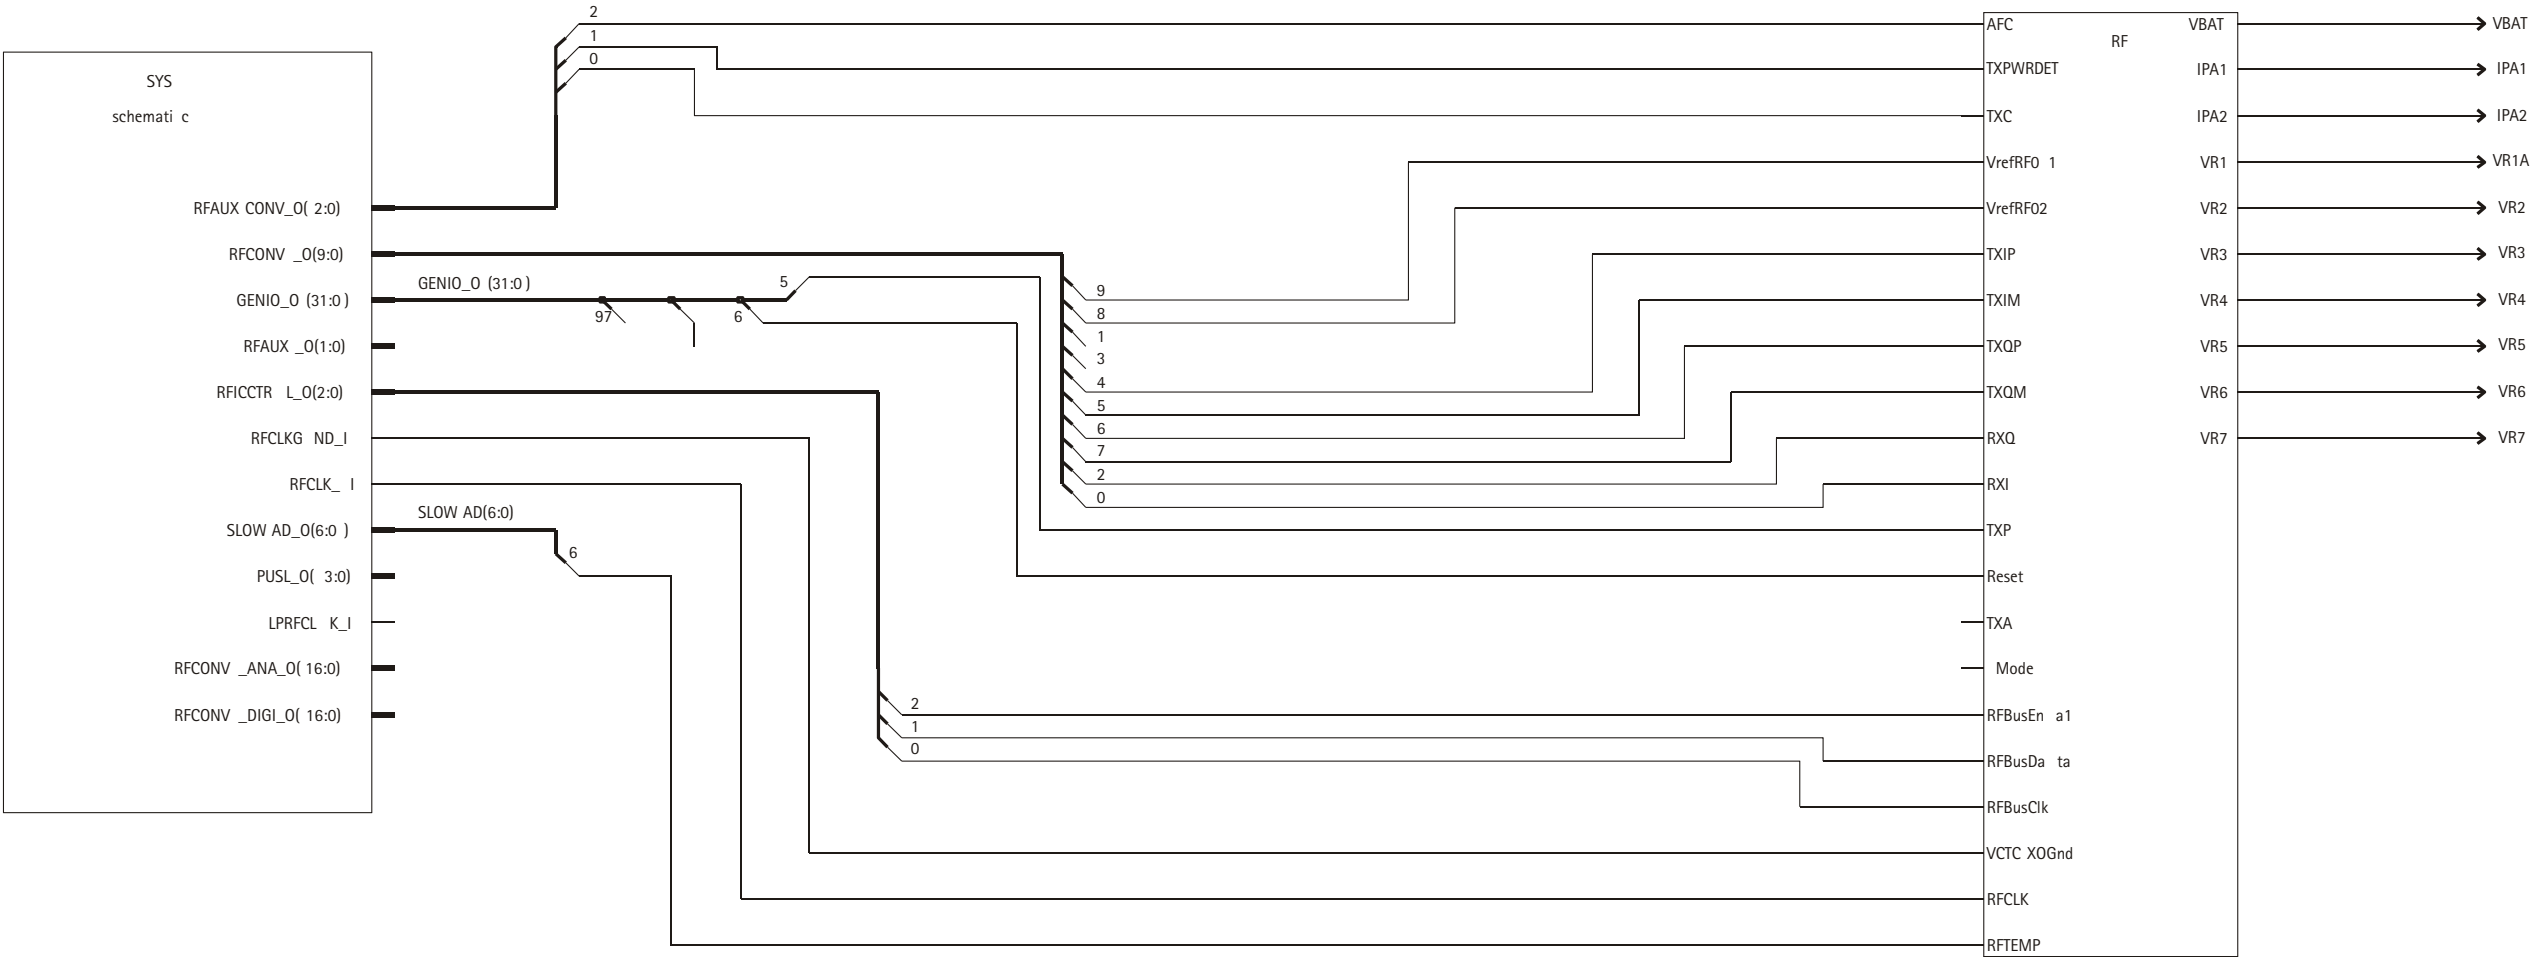 SYS
schemati c
RFAUX CONV_O( 2:0)
RFCONV _O(9:0)
GENIO_O (31:0 )
RFAUX _O(1:0)
RFICCTR L_O(2:0)
RFCLKG ND_I
RFCLK_ I
SLOW AD_O(6:0 )
PUSL_O( 3:0)
LPRFCL K_I
RFCONV _ANA_O( 16:0)
RFCONV _DIGI_O( 16:0)
2
1
0
GENIO_O (31:0 )
97
6
5
SLOW AD(6:0)
6
9
8
1
3
4
5
6
7
2
0
2
1
0
RF
AFC
TXPWRDET
TXC
VrefRF0 1
VrefRF02
TXIP
TXIM
TXQP
TXQM
RXQ
RXI
TXP
Reset
TXA
Mode
RFBusEn a1
RFBusDa ta
RFBusClk
VCTC XOGnd
RFCLK
RFTEMP
VBAT
IPA1
IPA2
VR1
VR2
VR3
VR4
VR5
VR6
VR7
VBAT
IPA1
IPA2
VR1A
VR2
VR3
VR4
VR5
VR6
VR7